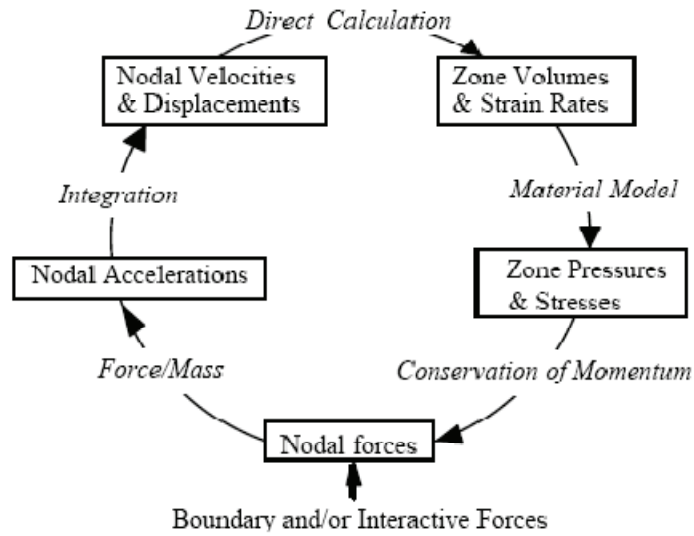 Direct Calculation
Nodal Velocities
& Displacements
Zone Volumes
& Strain Rates
Integration
Material Model
Nodal Accelerations
Zone Pressures
& Stresses
Force/Mass
Conservation of Momentum
Nodal forces
Boundary and/or Interactive Forces